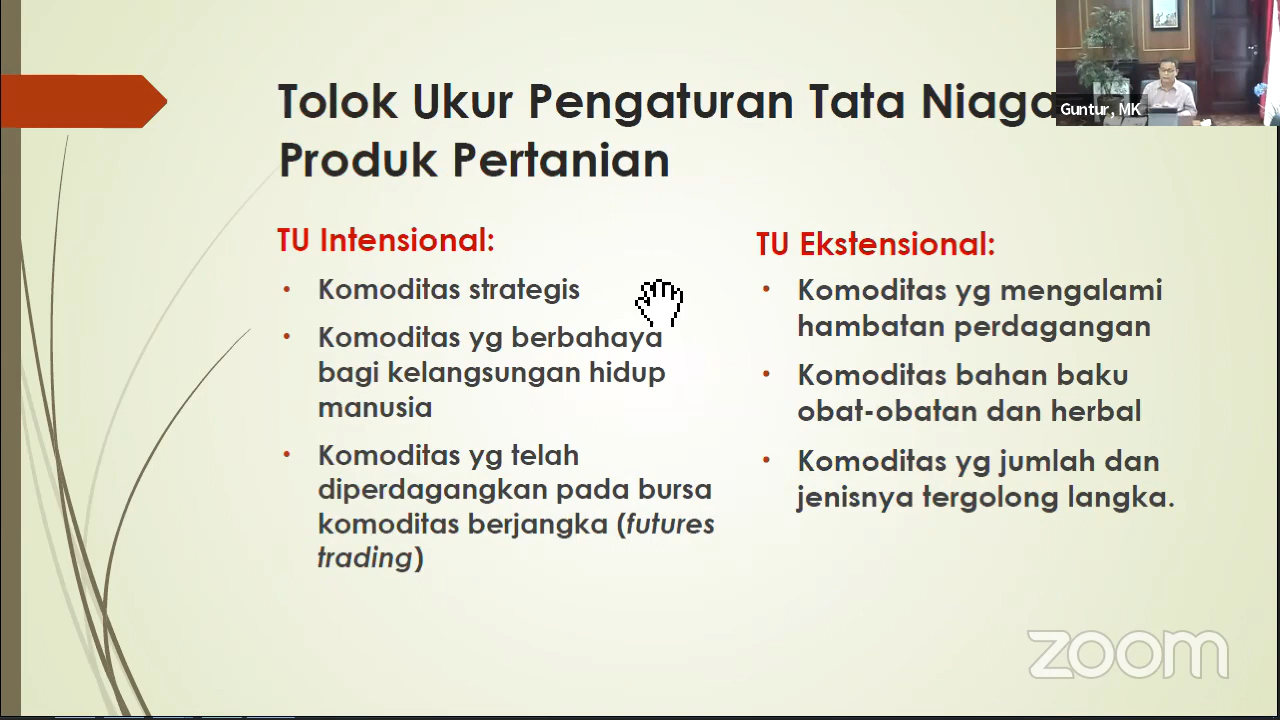 Tolok Ukur Pengaturan Tata Niaga
Produk Pertanian
Guntur, MK
TU Intensional:
• Komoditas strategis
• Komoditas yg berbahaya
bagi kelangsungan hidup
manusia
• Komoditas yg telah
diperdagangkan pada bursa
komoditas berjangka (futures
trading)
TU Ekstensional:
• Komoditas yg mengalami
hambatan perdagangan
• Komoditas bahan baku
obat-obatan dan herbal
• Komoditas yg jumlah dan
jenisnya tergolong langka.
zoom